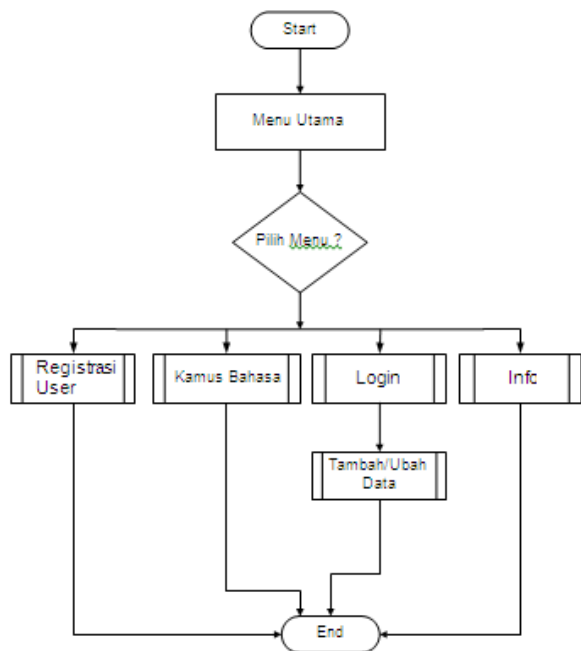 Start
Menu Utama
Pilih Menu ?
Registrasi
User
Kamus Bahasa
Login
Info
Tambah/Ubah
Data
End